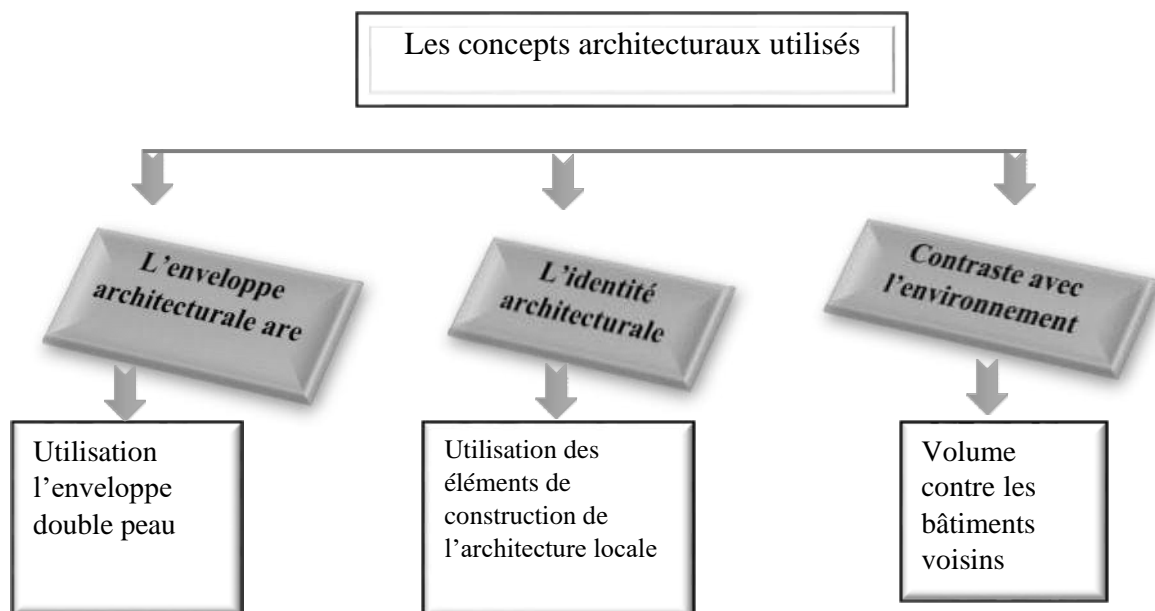 Les concepts architecturaux utilisés
L’enveloppe
architecturale are
L’identité
architecturale
Contraste avec
l’environnement
Utilisation
l’enveloppe
double peau
Utilisation des
éléments de
construction de
l’architecture locale
Volume
contre les
bâtiments
voisins